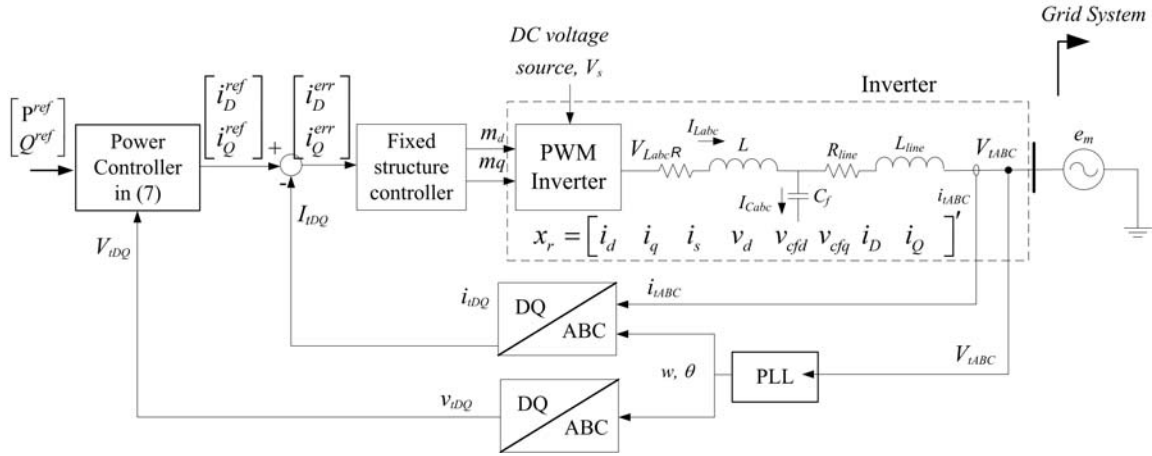 Grid System
DC voltage
source, V_s
Inverter
[P^ref Q^ref]
Power
Controller
in (7)
[i_D^ref i_Q^ref]
+
-
[i_D^err i_Q^err]
Fixed
structure
controller
m_d
m_q
PWM
Inverter
V_Labc R
I_Labc
L
I_Cabc
C_f
R_line
L_line
V_tABC
i_tABC
e_m
x_r = [i_d i_q i_s v_d v_cfd v_cfq i_D i_Q]'
I_tDQ
V_tDQ
i_tDQ
DQ
ABC
i_tABC
w, θ
PLL
V_tABC
v_tDQ
DQ
ABC